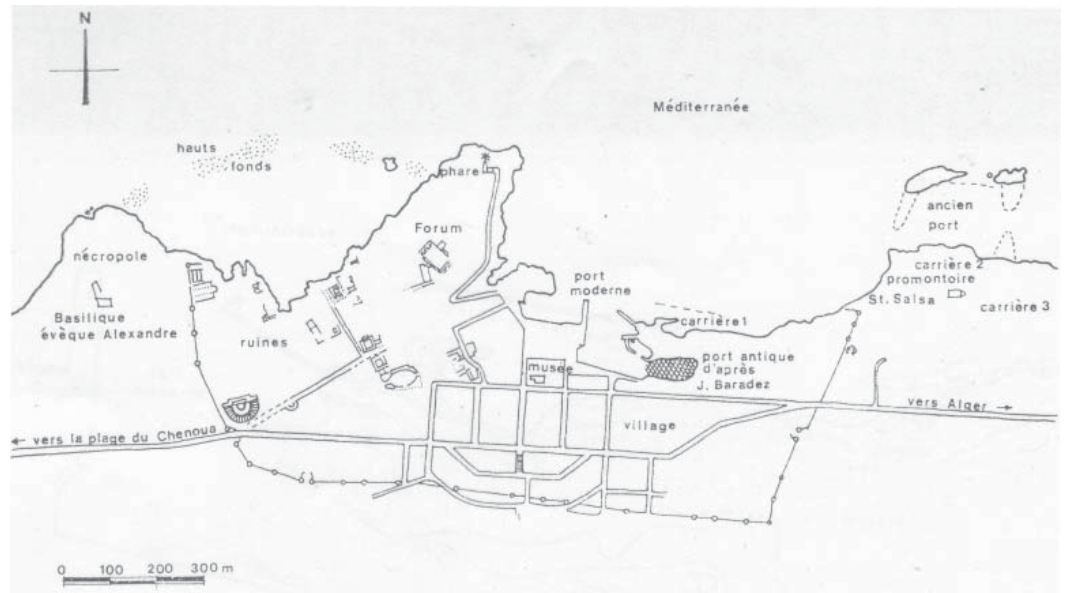 N
Méditerranée
hauts
fonds
phare
ancien
port
Forum
nécropole
carrière 2
promontoire
port
moderne
St. Salsa
carrière 3
Basilique
évèque Alexandre
carrière 1
ruines
musée
port antique
d'après
J. Baradez
vers Alger →
village
← vers la plage du Chenoua
0 100 200 300 m